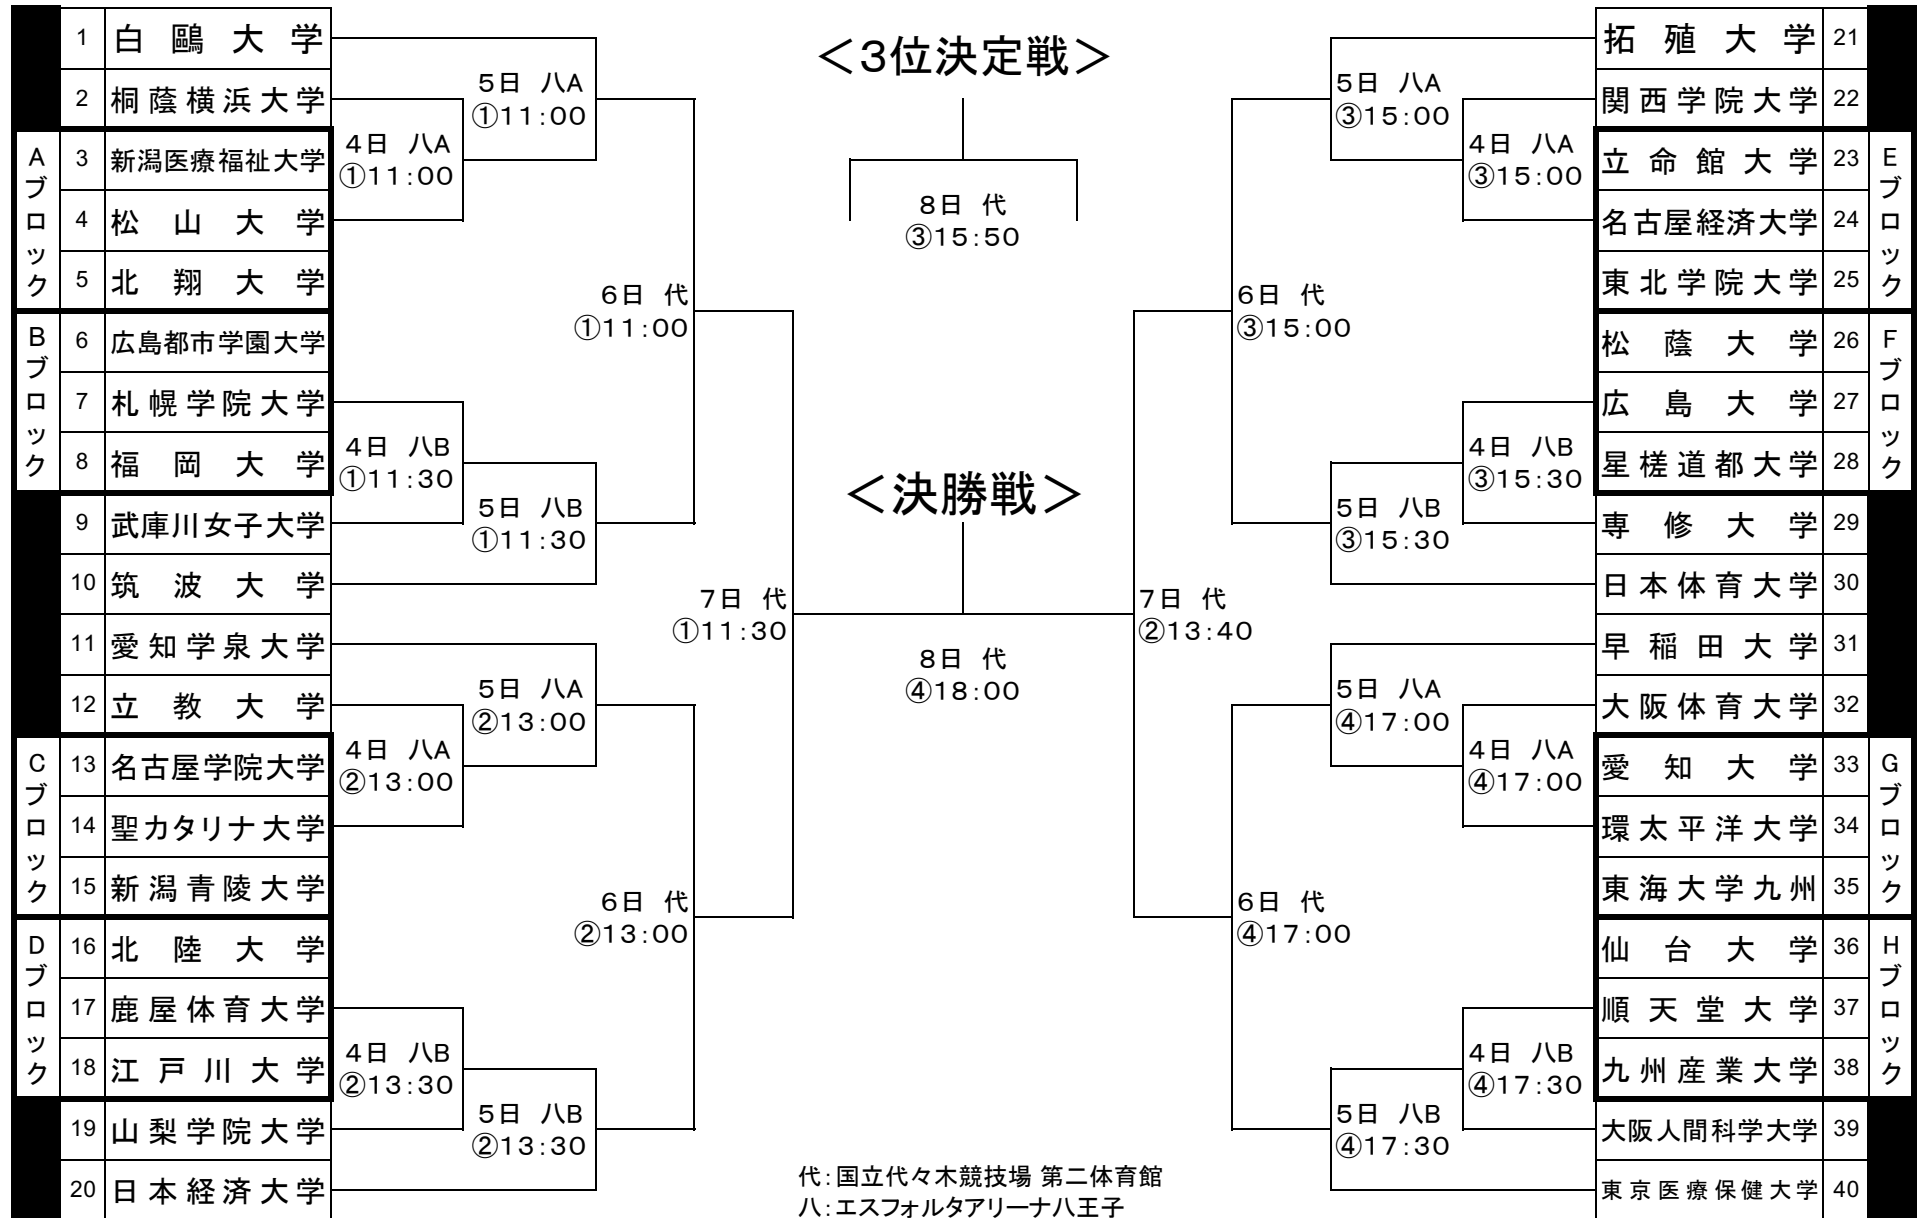 1 白鷗大学
2 桐蔭横浜大学
Aブロック
3 新潟医療福祉大学
4 松山大学
5 北翔大学
Bブロック
6 広島都市学園大学
7 札幌学院大学
8 福岡大学
9 武庫川女子大学
10 筑波大学
11 愛知学泉大学
12 立教大学
Cブロック
13 名古屋学院大学
14 聖カタリナ大学
15 新潟青陵大学
Dブロック
16 北陸大学
17 鹿屋体育大学
18 江戸川大学
19 山梨学院大学
20 日本経済大学
4日 八A
①11:00
4日 八B
①11:30
4日 八A
②13:00
4日 八B
②13:30
5日 八A
①11:00
5日 八B
①11:30
5日 八A
②13:00
5日 八B
②13:30
6日 代
①11:00
6日 代
②13:00
7日 代
①11:30
＜3位決定戦＞
8日 代
③15:50
＜決勝戦＞
8日 代
④18:00
代:国立代々木競技場 第二体育館
八:エスフォルタアリーナ八王子
7日 代
②13:40
6日 代
③15:00
6日 代
④17:00
5日 八A
③15:00
5日 八B
③15:30
5日 八A
④17:00
5日 八B
④17:30
4日 八A
③15:00
4日 八B
③15:30
4日 八A
④17:00
4日 八B
④17:30
拓殖大学 21
関西学院大学 22
立命館大学 23
名古屋経済大学 24
東北学院大学 25
Eブロック
松蔭大学 26
広島大学 27
星槎道都大学 28
Fブロック
専修大学 29
日本体育大学 30
早稲田大学 31
大阪体育大学 32
愛知大学 33
環太平洋大学 34
東海大学九州 35
Gブロック
仙台大学 36
順天堂大学 37
九州産業大学 38
Hブロック
大阪人間科学大学 39
東京医療保健大学 40